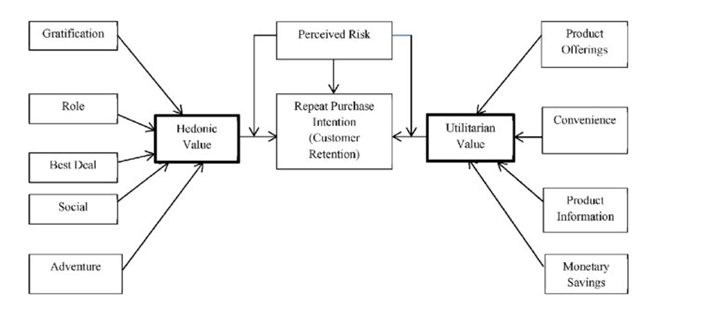 Gratification
Role
Best Deal
Social
Adventure
Hedonic
Value
Perceived Risk
Repeat Purchase
Intention
(Customer
Retention)
Utilitarian
Value
Product
Offerings
Convenience
Product
Information
Monetary
Savings